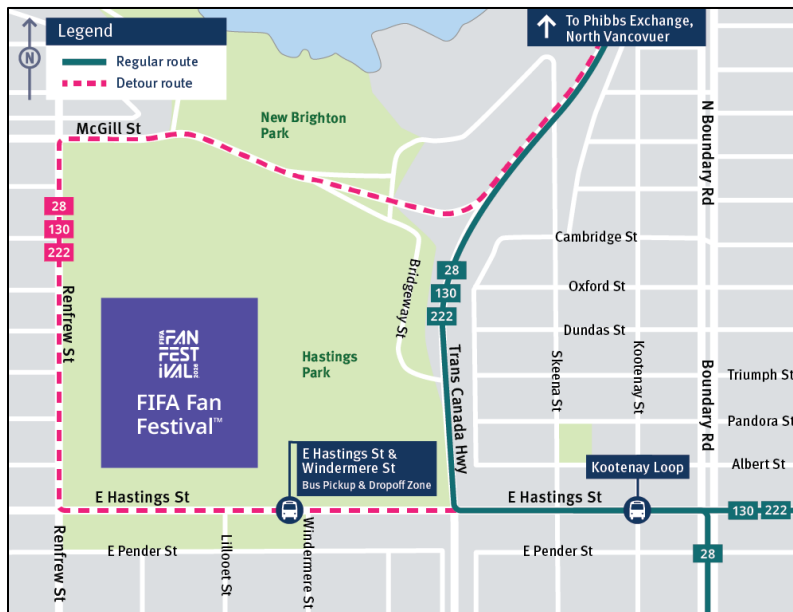 Legend
Regular route
Detour route
N
To Phibbs Exchange,
North Vancovuer
McGill St
New Brighton
Park
N Boundary Rd
28
130
222
Renfrew St
Cambridge St
28
130
222
Bridgeway St
Oxford St
Dundas St
FIFA
FAN
FEST
iVAL
2026
FIFA Fan
Festival™
Hastings
Park
Trans Canada Hwy
Skeena St
Kootenay St
Boundary Rd
Triumph St
Pandora St
Albert St
E Hastings St &
Windermere St
Bus Pickup & Dropoff Zone
Kootenay Loop
E Hastings St
E Hastings St
130
222
Renfrew St
E Pender St
Lillooet St
Windermere St
E Pender St
28